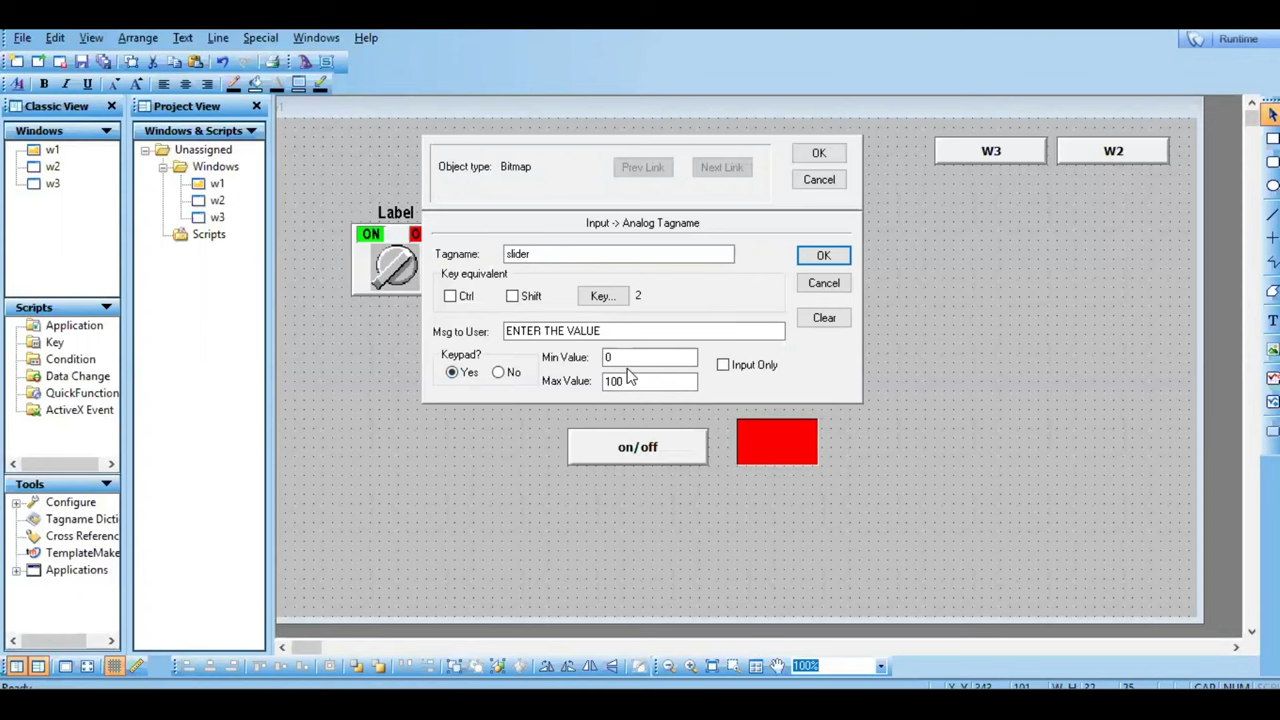 File Edit View Arrange Text Line Special Windows Help
Runtime
B I U A A
Classic View
Project View
Windows
w1
w2
w3
Windows & Scripts
Unassigned
Windows
w1
w2
w3
Scripts
Scripts
Application
Key
Condition
Data Change
QuickFunction
ActiveX Event
Tools
Configure
Tagname Dicti
Cross Referenc
TemplateMake
Applications
Label
ON O
W3
W2
Object type: Bitmap
Prev Link
Next Link
OK
Cancel
Input -> Analog Tagname
Tagname: slider
OK
Key equivalent
Ctrl
Shift
Key...
2
Cancel
Msg to User: ENTER THE VALUE
Clear
Keypad?
Yes
No
Min Value: 0
Max Value: 100
Input Only
on/off
100%